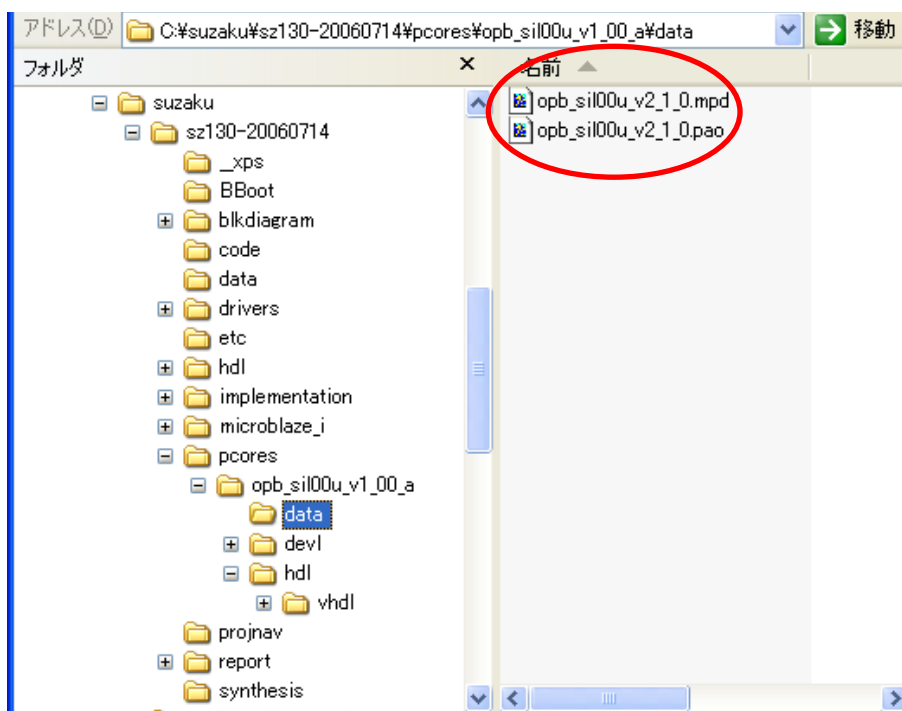 アドレス(D) C:¥suzaku¥sz130-20060714¥pcores¥opb_sil00u_v1_00_a¥data 移動
フォルダ × 名前
suzaku
sz130-20060714
_xps
BBoot
blkdiagram
code
data
drivers
etc
hdl
implementation
microblaze_i
pcores
opb_sil00u_v1_00_a
data
devl
hdl
vhdl
projnav
report
synthesis
opb_sil00u_v2_1_0.mpd
opb_sil00u_v2_1_0.pao